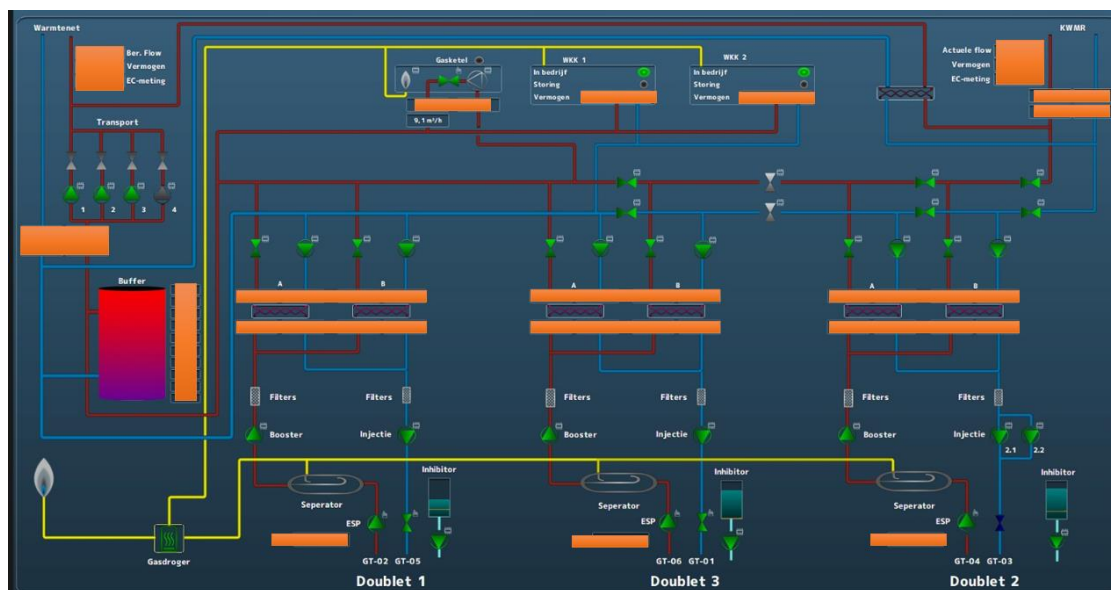 Warmtenet
KWMR
Ber. Flow
Vermogen
EC-meting
Gasketel
WKK 1
In bedrijf
Storing
Vermogen
WKK 2
In bedrijf
Storing
Vermogen
Actuele flow
Vermogen
EC-meting
9,1 m³/h
Transport
1 2 3 4
Buffer
A B
A B
A B
Filters Filters
Filters Filters
Filters Filters
Booster Injectie
Booster Injectie
Booster Injectie
2.1 2.2
Seperator
Inhibitor
Seperator
Inhibitor
Seperator
Inhibitor
ESP
ESP
ESP
Gasdroger
GT-02 GT-05
GT-06 GT-01
GT-04 GT-03
Doublet 1
Doublet 3
Doublet 2